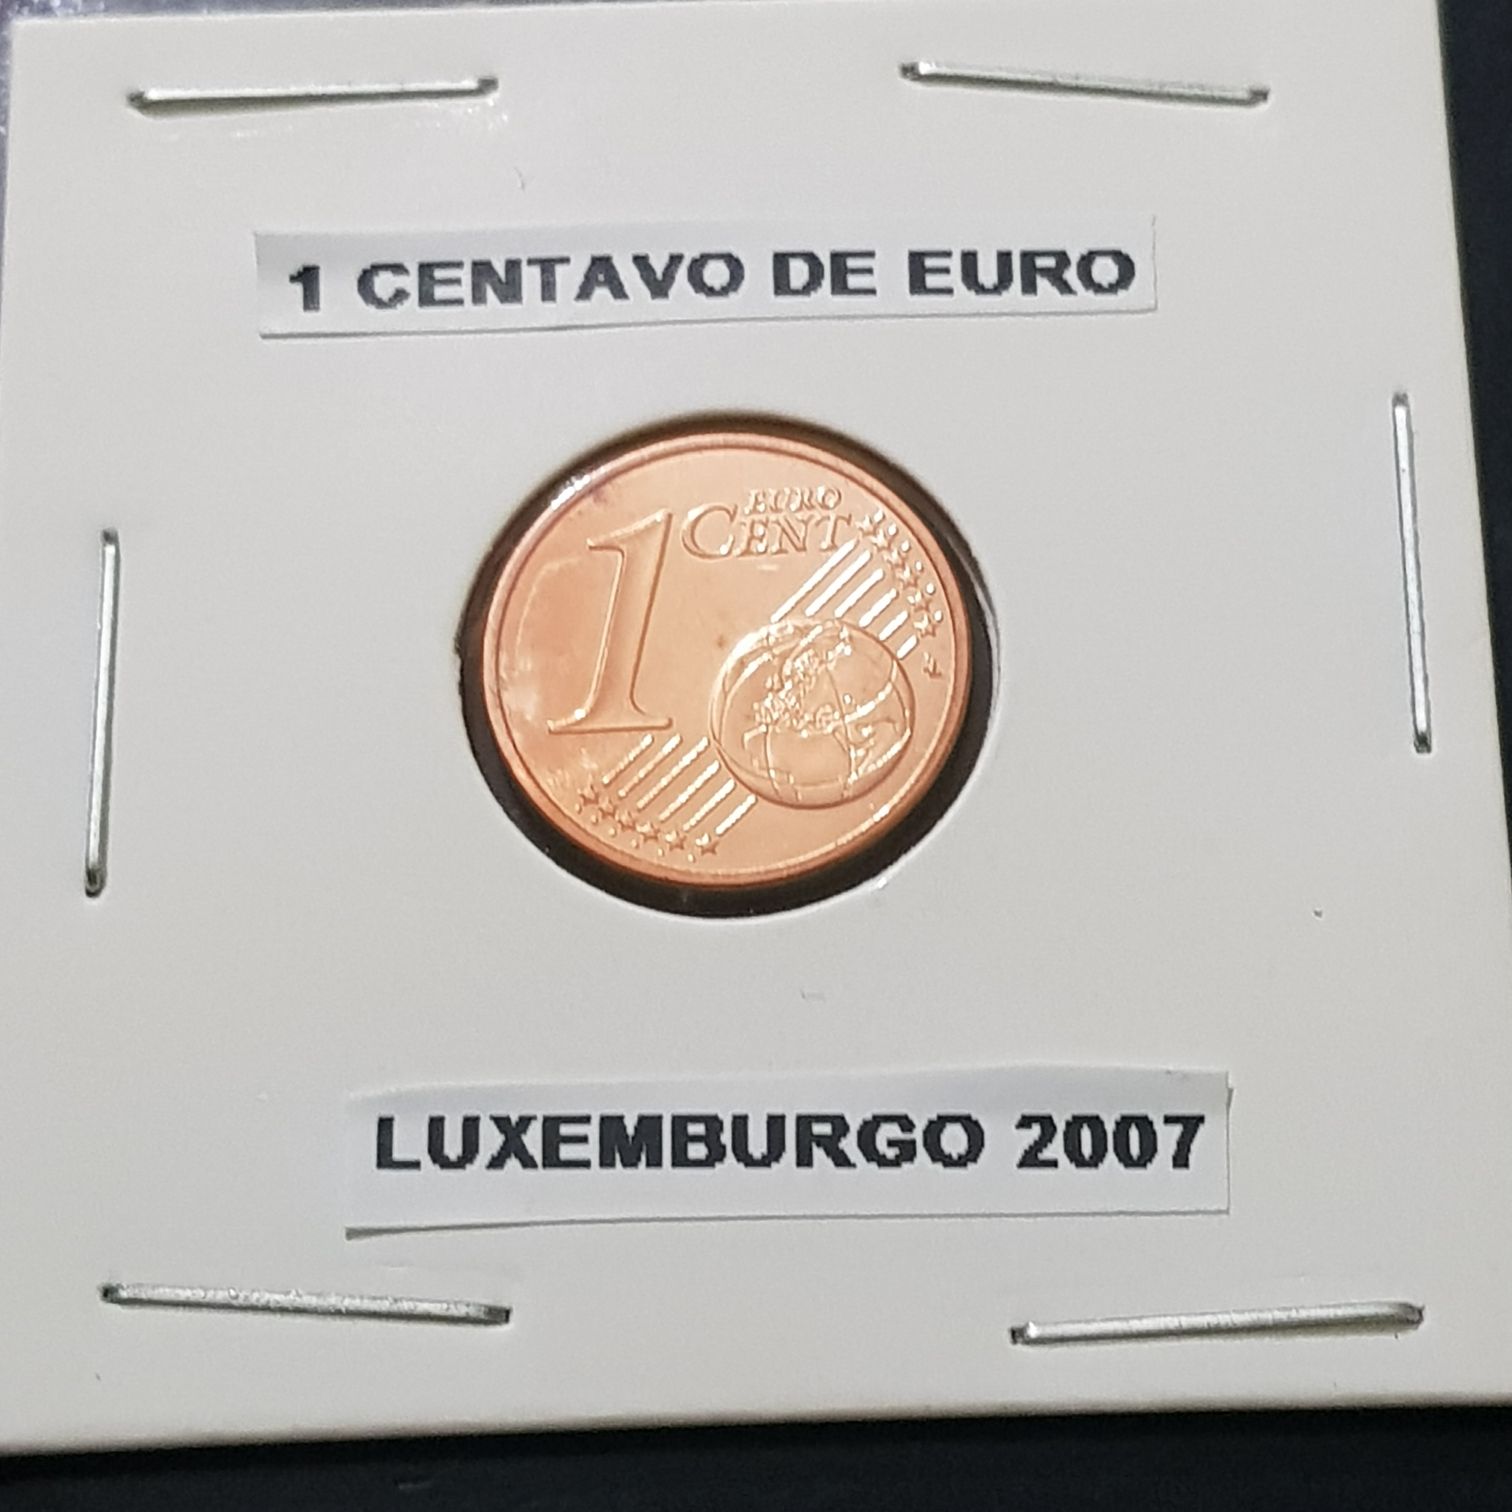 1 CENTAVO DE EURO
1 EURO
CENT
LUXEMBURGO 2007